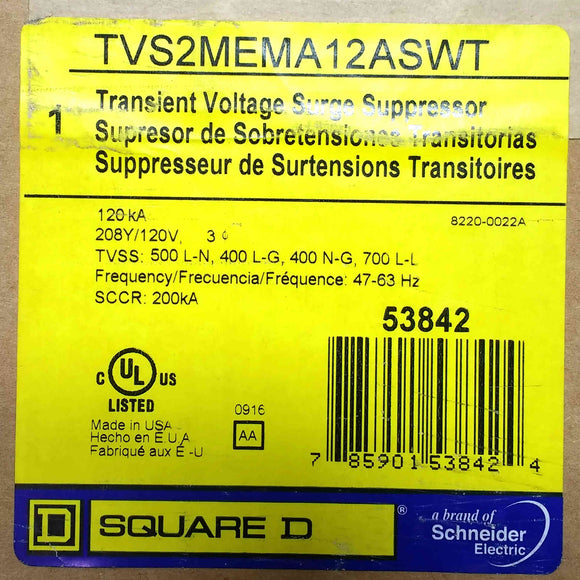 TVS2MEMA12ASWT
1
Transient Voltage Surge Suppressor
Supresor de Sobretensiones Transitorias
Suppresseur de Surtensions Transitoires
120 kA
8220-0022A
208Y/120V, 3 ¢
TVSS: 500 L-N, 400 L-G, 400 N-G, 700 L-L
Frequency/Frecuencia/Fréquence: 47-63 Hz
SCCR: 200kA
53842
C UL US
LISTED
0916
AA
Made in USA
Hecho en E.U.A
Fabriqué aux É -U
7 85901 53842 4
D SQUARE D ®
a brand of
Schneider
Electric